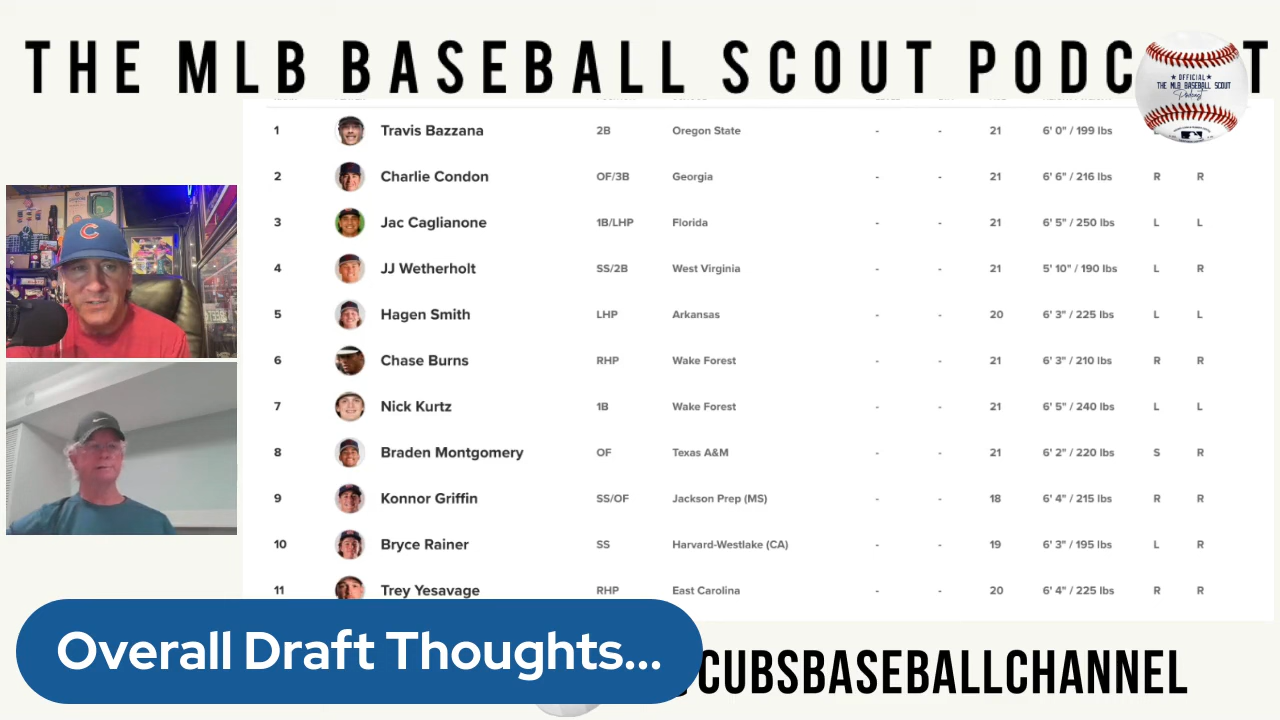 THE MLB BASEBALL SCOUT PODC T
★ OFFICIAL ★
THE MLB BASEBALL SCOUT
Podcast
1 Travis Bazzana 2B Oregon State - - 21 6' 0" / 199 lbs
2 Charlie Condon OF/3B Georgia - - 21 6' 6" / 216 lbs R R
3 Jac Caglianone 1B/LHP Florida - - 21 6' 5" / 250 lbs L L
4 JJ Wetherholt SS/2B West Virginia - - 21 5' 10" / 190 lbs L R
5 Hagen Smith LHP Arkansas - - 20 6' 3" / 225 lbs L L
6 Chase Burns RHP Wake Forest - - 21 6' 3" / 210 lbs R R
7 Nick Kurtz 1B Wake Forest - - 21 6' 5" / 240 lbs L L
8 Braden Montgomery OF Texas A&M - - 21 6' 2" / 220 lbs S R
9 Konnor Griffin SS/OF Jackson Prep (MS) - - 18 6' 4" / 215 lbs R R
10 Bryce Rainer SS Harvard-Westlake (CA) - - 19 6' 3" / 195 lbs L R
11 Trey Yesavage RHP East Carolina - - 20 6' 4" / 225 lbs R R
Overall Draft Thoughts...
CUBSBASEBALLCHANNEL